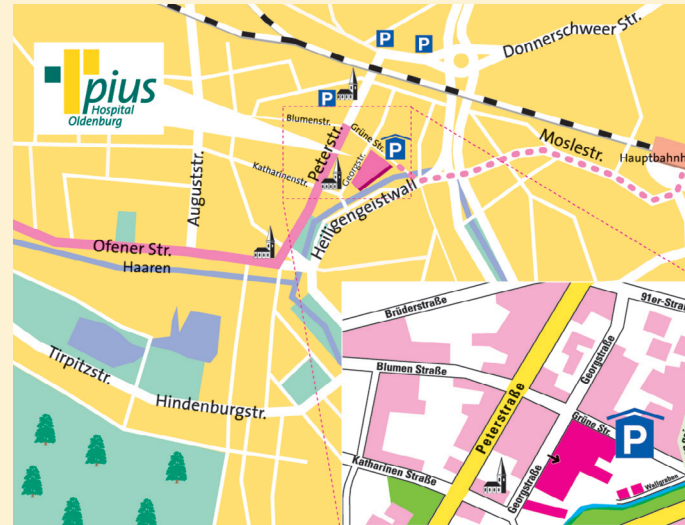 P
P
Donnerschweer Str.
pius
Hospital
Oldenburg
P
Blumenstr.
Peterstr.
Grüne Str.
P
Moslestr.
Hauptbahnh
Katharinenstr.
Georgstr.
Auguststr.
Heiligengeistwall
Ofener Str.
Haaren
Tirpitzstr.
Hindenburgstr.
Brüderstraße
91er-Straß
Blumen Straße
Georgstraße
Peterstraße
Grüne Str.
P
Katharinen Straße
Georgstraße
Wallgraben